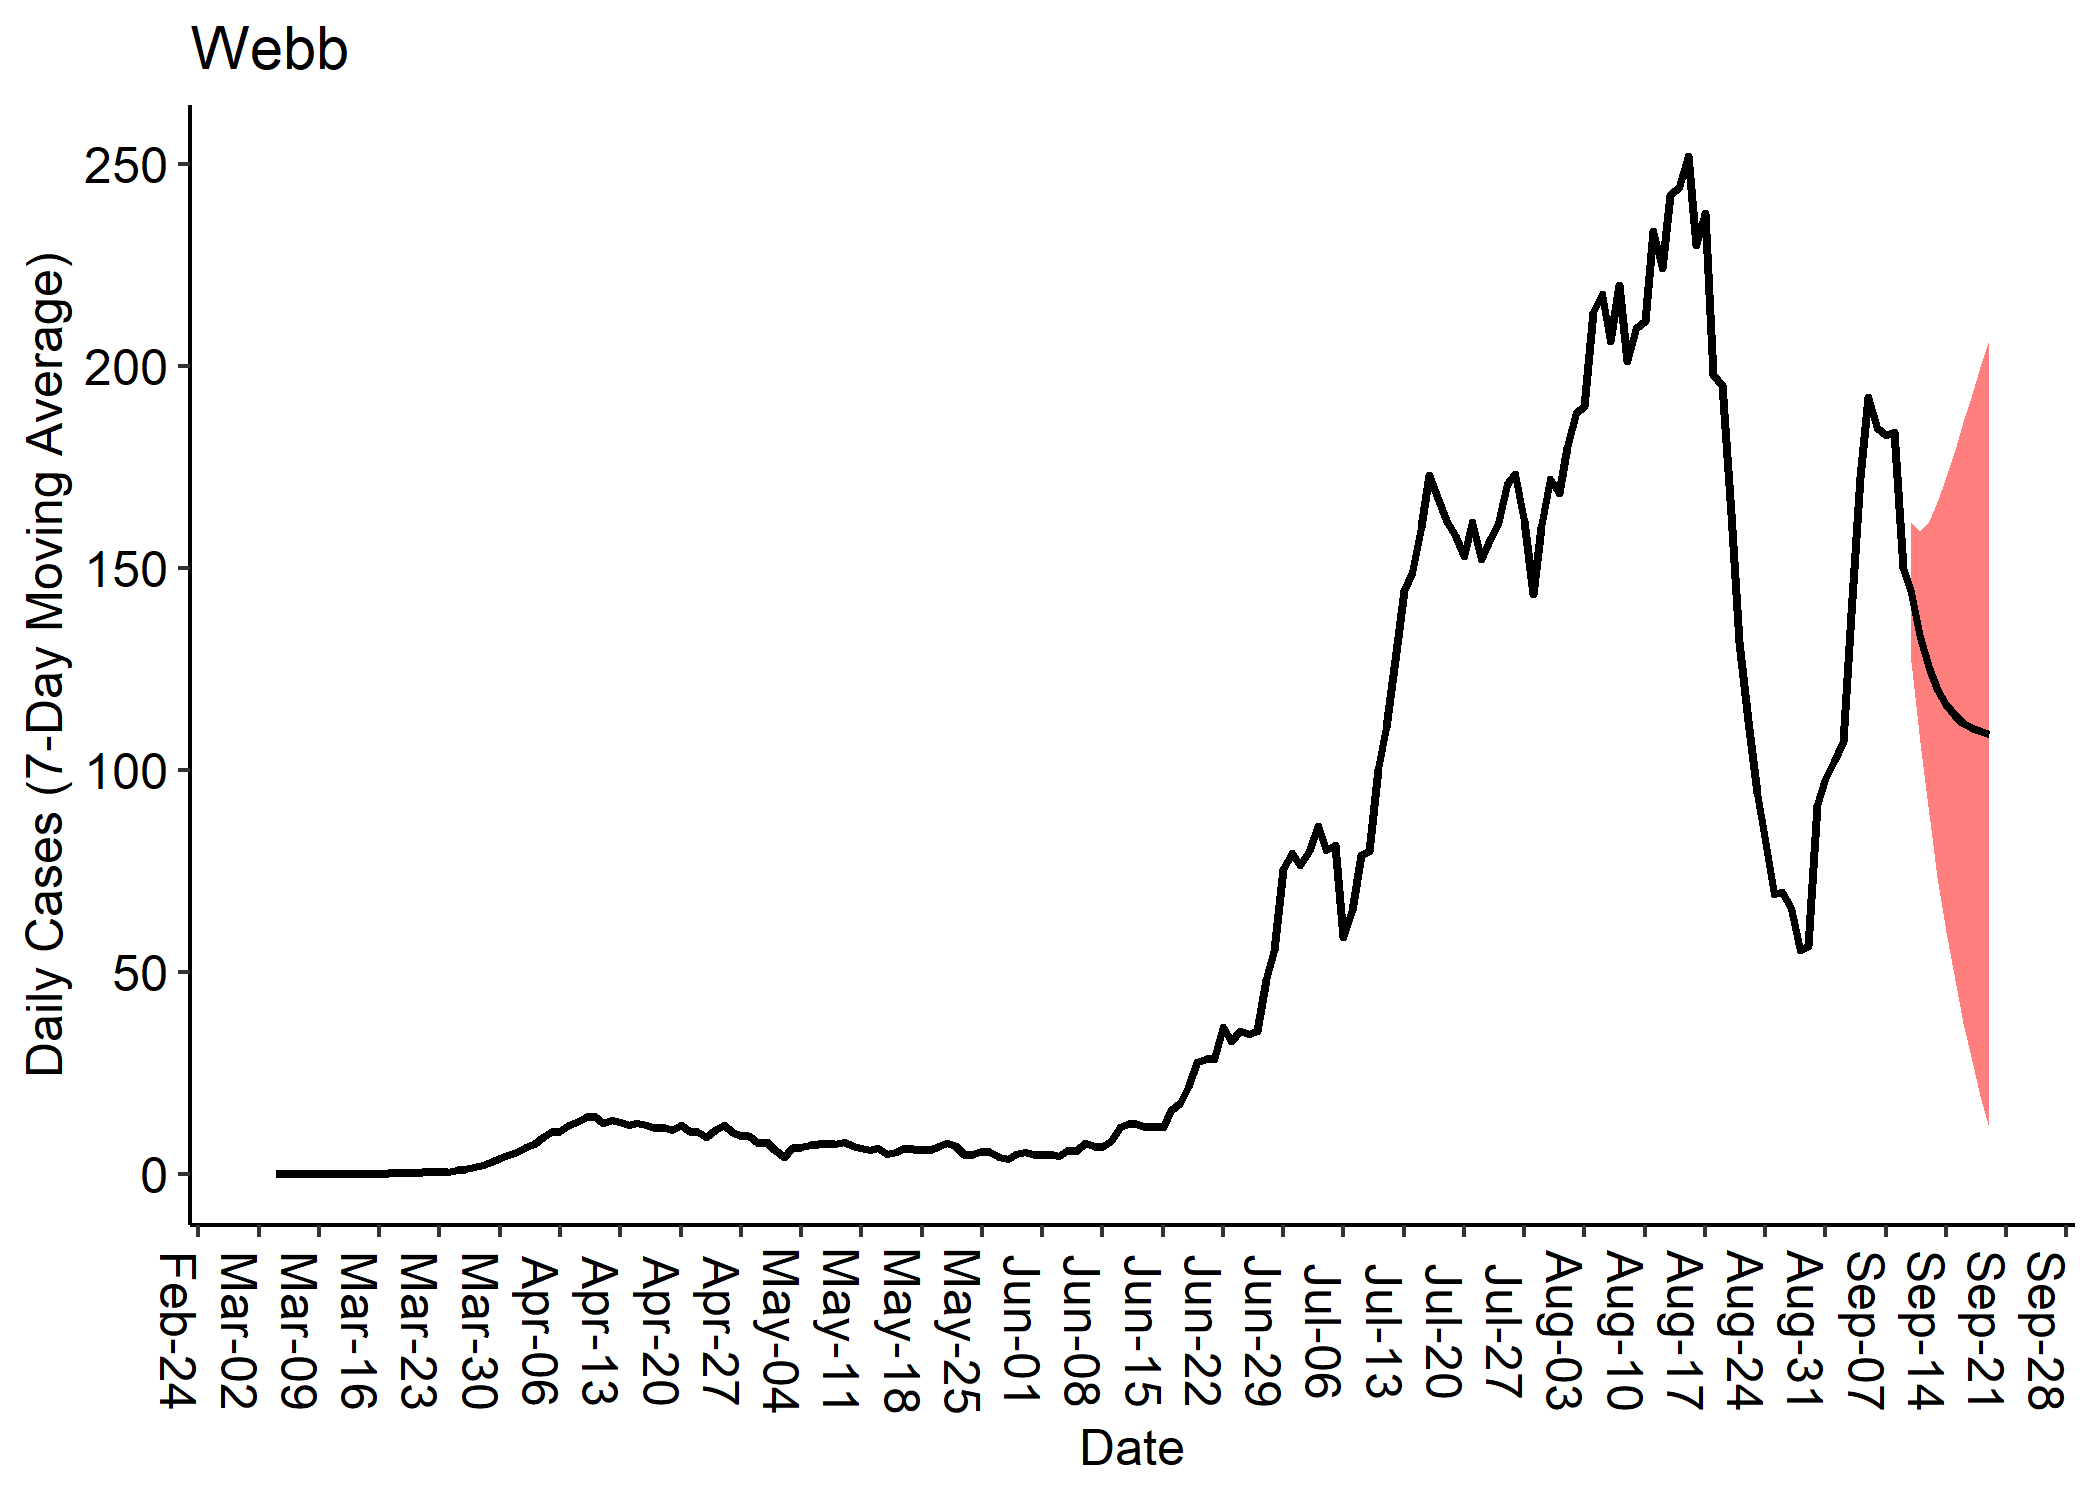 Webb
Daily Cases (7-Day Moving Average)
250
200
150
100
50
0
Feb-24
Mar-02
Mar-09
Mar-16
Mar-23
Mar-30
Apr-06
Apr-13
Apr-20
Apr-27
May-04
May-11
May-18
May-25
Jun-01
Jun-08
Jun-15
Jun-22
Jun-29
Jul-06
Jul-13
Jul-20
Jul-27
Aug-03
Aug-10
Aug-17
Aug-24
Aug-31
Sep-07
Sep-14
Sep-21
Sep-28
Date